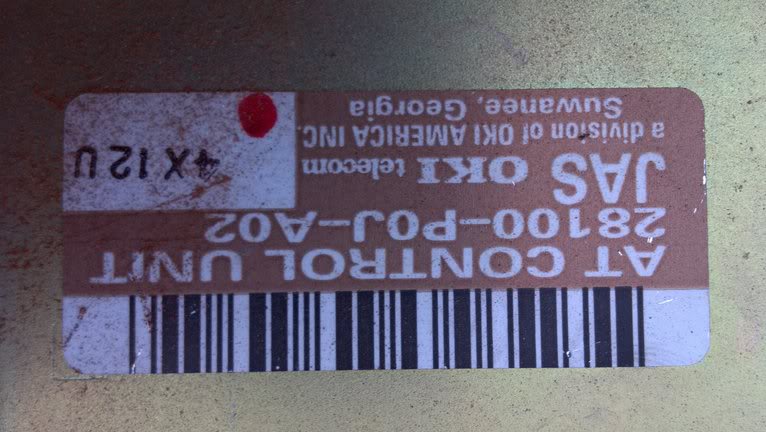 AT CONTROL UNIT
28100-P0J-A02
JAS OKI telecom
a division of OKI AMERICA INC.
Suwanee, Georgia
4X12U